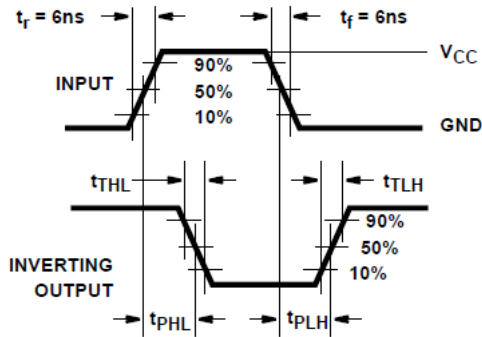 tr = 6ns
tf = 6ns
VCC
INPUT
90%
50%
10%
GND
tTHL
tTLH
90%
50%
10%
INVERTING
OUTPUT
tPHL
tPLH